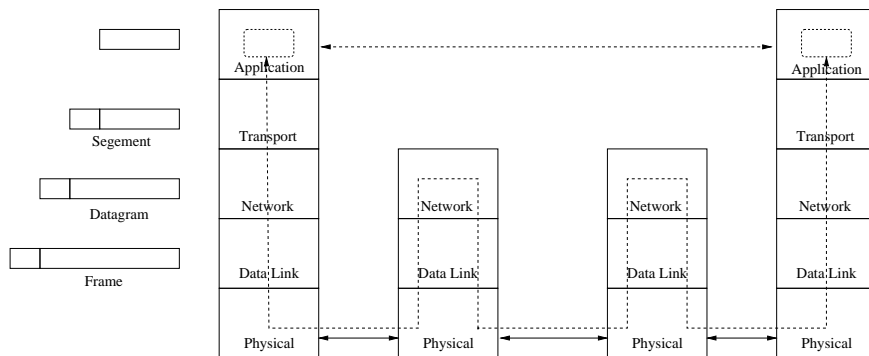 Application
Application
Segement
Transport
Transport
Datagram
Network
Network
Network
Network
Frame
Data Link
Data Link
Data Link
Data Link
Physical
Physical
Physical
Physical